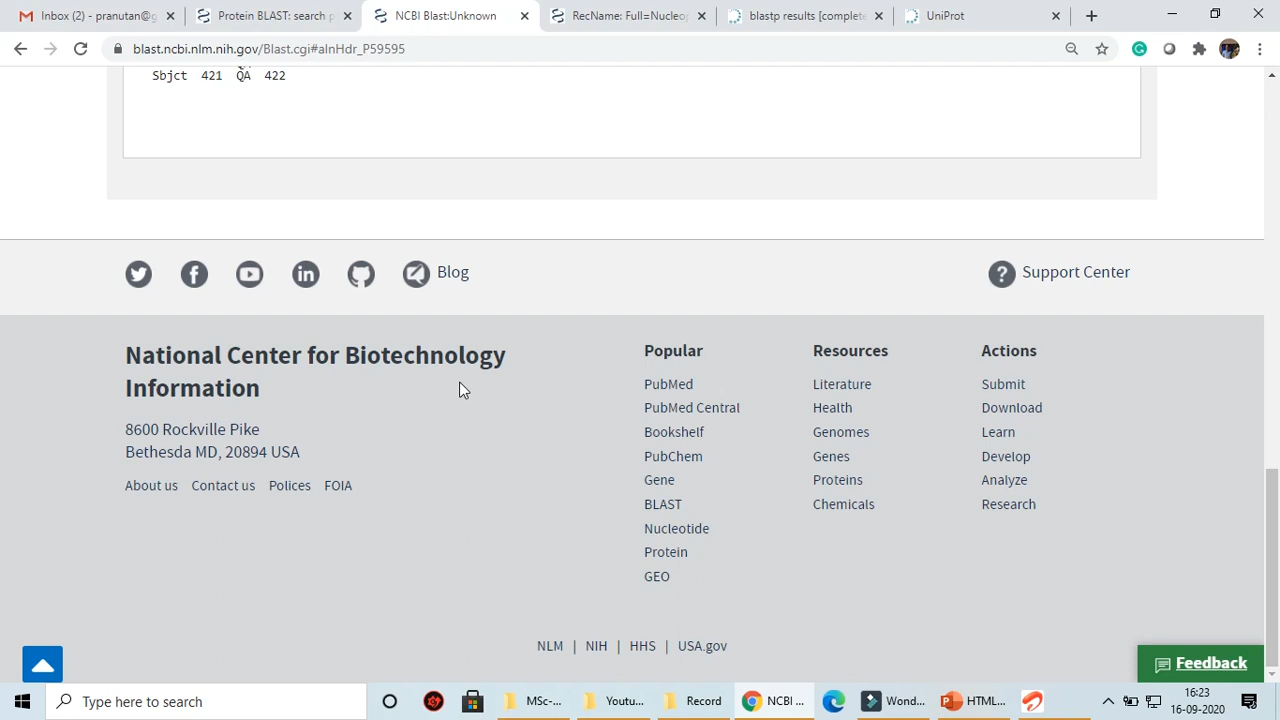 Inbox (2) - pranutan@g
Protein BLAST: search p
NCBI Blast:Unknown
RecName: Full=Nucleop
blastp results [complete
UniProt
blast.ncbi.nlm.nih.gov/Blast.cgi#alnHdr_P59595
Sbjct 421 QA 422
Blog
Support Center
National Center for Biotechnology
Information
8600 Rockville Pike
Bethesda MD, 20894 USA
About us Contact us Polices FOIA
Popular
PubMed
PubMed Central
Bookshelf
PubChem
Gene
BLAST
Nucleotide
Protein
GEO
Resources
Literature
Health
Genomes
Genes
Proteins
Chemicals
Actions
Submit
Download
Learn
Develop
Analyze
Research
NLM | NIH | HHS | USA.gov
Feedback
Type here to search
MSc-...
Youtu...
Record
NCBI ...
Wond...
HTML...
16:23
16-09-2020